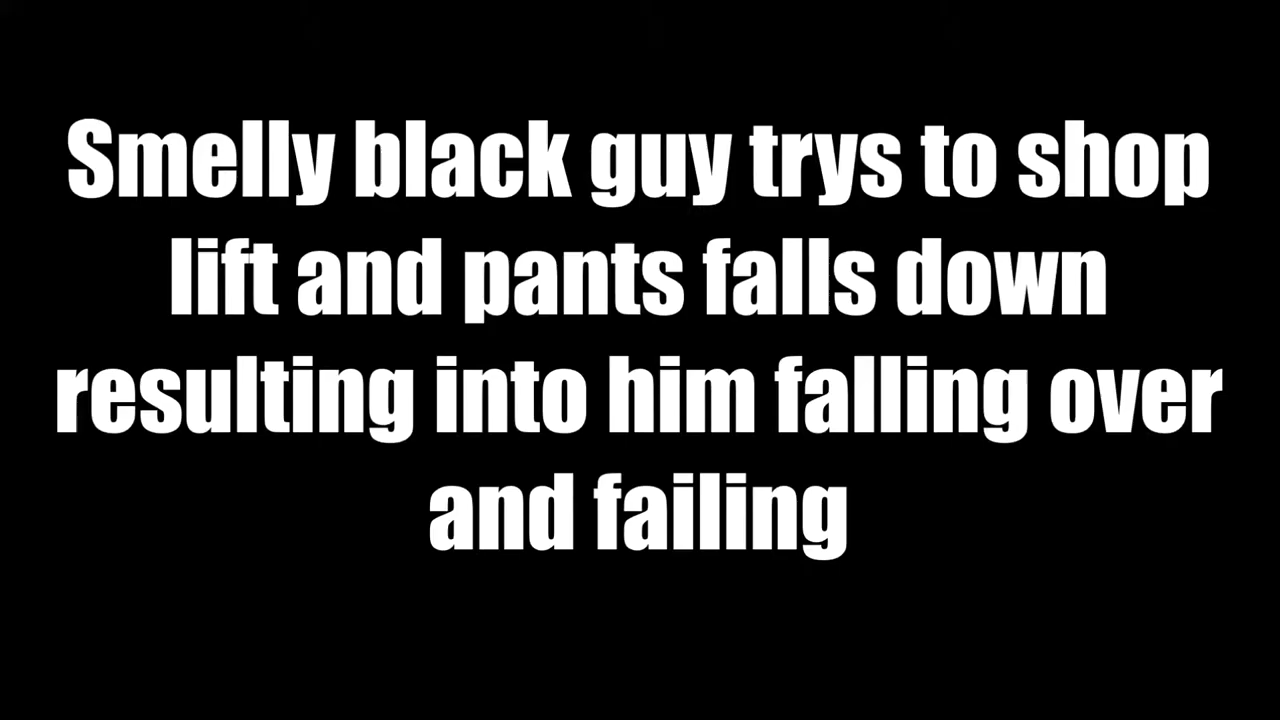 Smelly black guy trys to shop
lift and pants falls down
resulting into him falling over
and failing